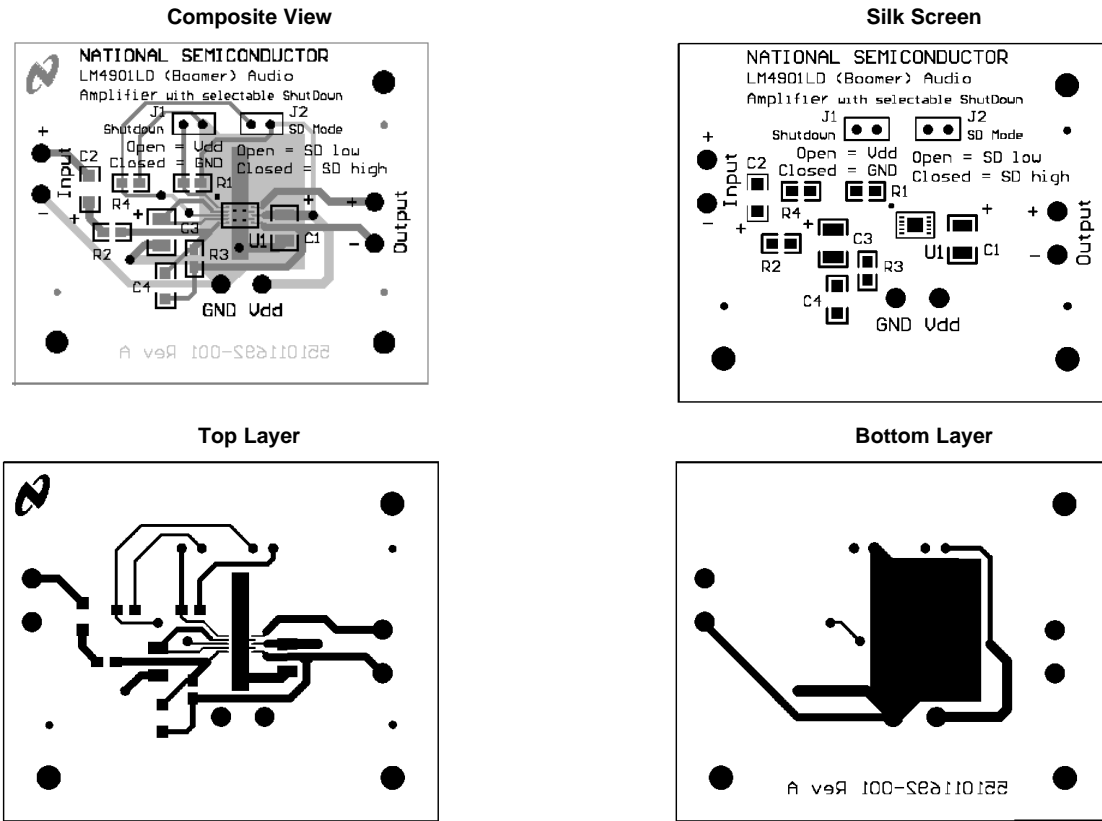 Composite View
NATIONAL SEMICONDUCTOR
LM4901LD (Boomer) Audio
Amplifier with selectable ShutDown
J1 J2
Shutdown SD Mode
Open = Vdd Open = SD low
Closed = GND Closed = SD high
+
Input
-
C2
+
R4
R1
R2
+
C3
R3
C4
U1
+
C1
+
-
Output
GND Vdd
551011692-001 Rev A
Silk Screen
NATIONAL SEMICONDUCTOR
LM4901LD (Boomer) Audio
Amplifier with selectable ShutDown
J1 J2
Shutdown SD Mode
Open = Vdd Open = SD low
Closed = GND Closed = SD high
+
Input
-
C2
+
R4
R1
R2
+
C3
R3
C4
U1
+
C1
+
-
Output
GND Vdd
Top Layer
Bottom Layer
551011692-001 Rev A